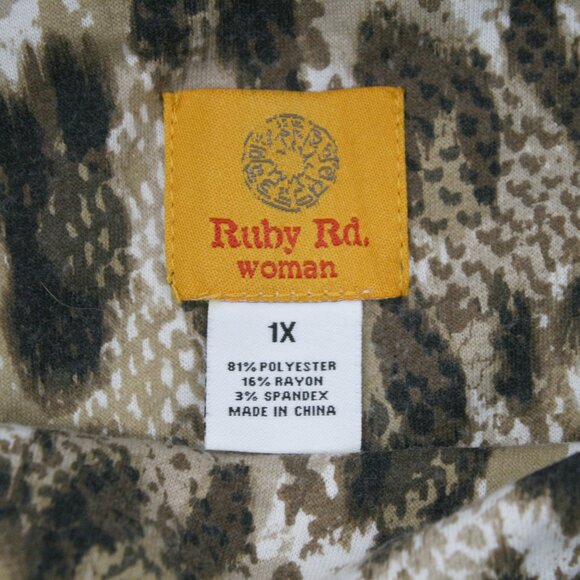 Ruby Rd.
woman
1X
81% POLYESTER
16% RAYON
3% SPANDEX
MADE IN CHINA